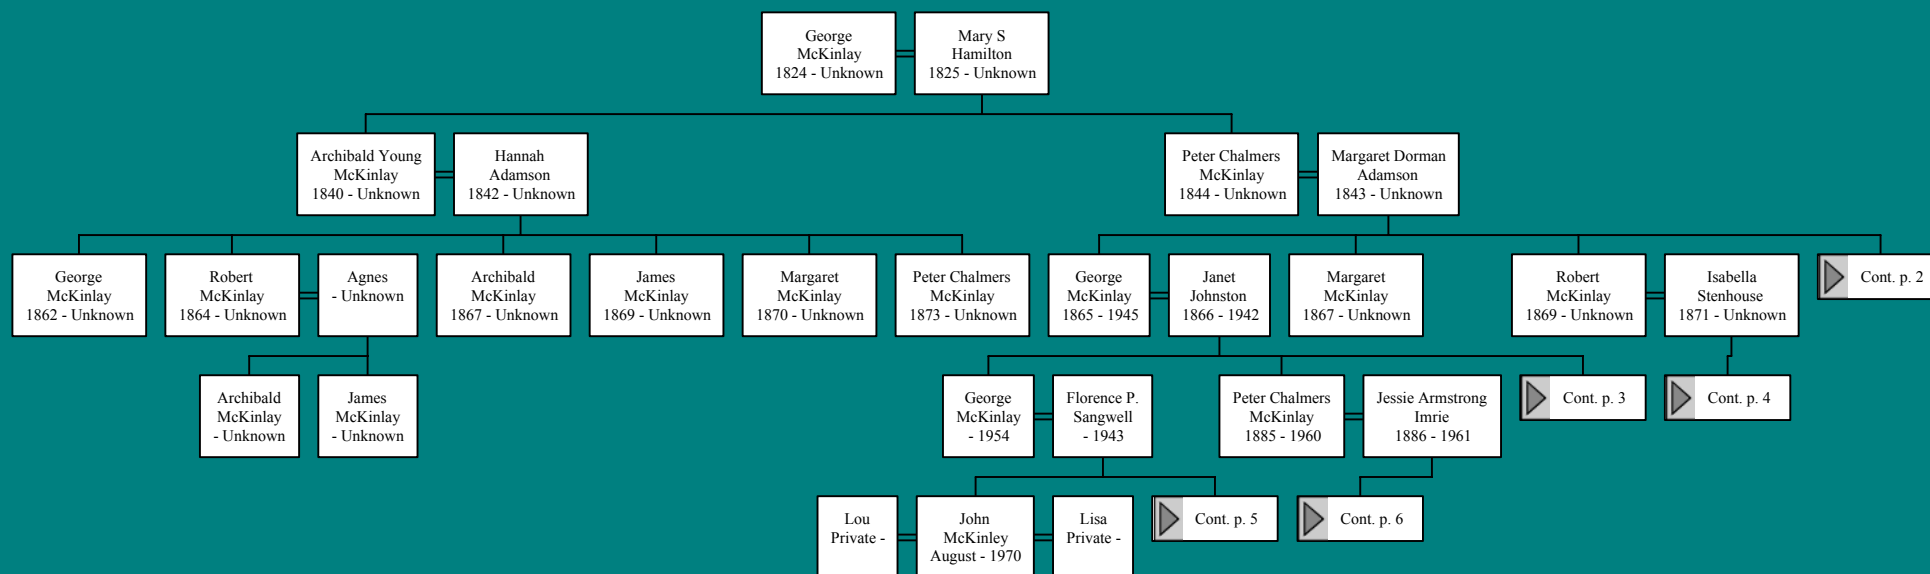 George
McKinlay
1824 - Unknown
Mary S
Hamilton
1825 - Unknown
Archibald Young
McKinlay
1840 - Unknown
Hannah
Adamson
1842 - Unknown
Peter Chalmers
McKinlay
1844 - Unknown
Margaret Dorman
Adamson
1843 - Unknown
George
McKinlay
1862 - Unknown
Robert
McKinlay
1864 - Unknown
Agnes
- Unknown
Archibald
McKinlay
1867 - Unknown
James
McKinlay
1869 - Unknown
Margaret
McKinlay
1870 - Unknown
Peter Chalmers
McKinlay
1873 - Unknown
George
McKinlay
1865 - 1945
Janet
Johnston
1866 - 1942
Margaret
McKinlay
1867 - Unknown
Robert
McKinlay
1869 - Unknown
Isabella
Stenhouse
1871 - Unknown
Cont. p. 2
Archibald
McKinlay
- Unknown
James
McKinlay
- Unknown
George
McKinlay
- 1954
Florence P.
Sangwell
- 1943
Peter Chalmers
McKinlay
1885 - 1960
Jessie Armstrong
Imrie
1886 - 1961
Cont. p. 3
Cont. p. 4
Lou
Private -
John
McKinley
August - 1970
Lisa
Private -
Cont. p. 5
Cont. p. 6